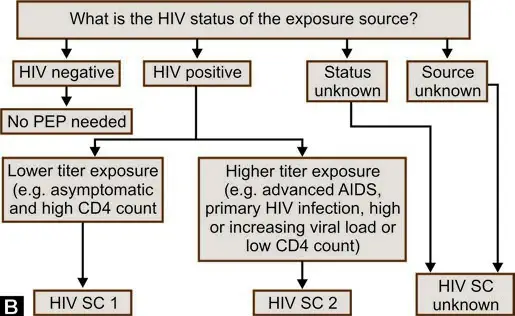 What is the HIV status of the exposure source?
HIV negative
HIV positive
Status
unknown
Source
unknown
No PEP needed
Lower titer exposure
(e.g. asymptomatic
and high CD4 count
Higher titer exposure
(e.g. advanced AIDS,
primary HIV infection, high
or increasing viral load or
low CD4 count)
HIV SC 1
HIV SC 2
HIV SC
unknown
B